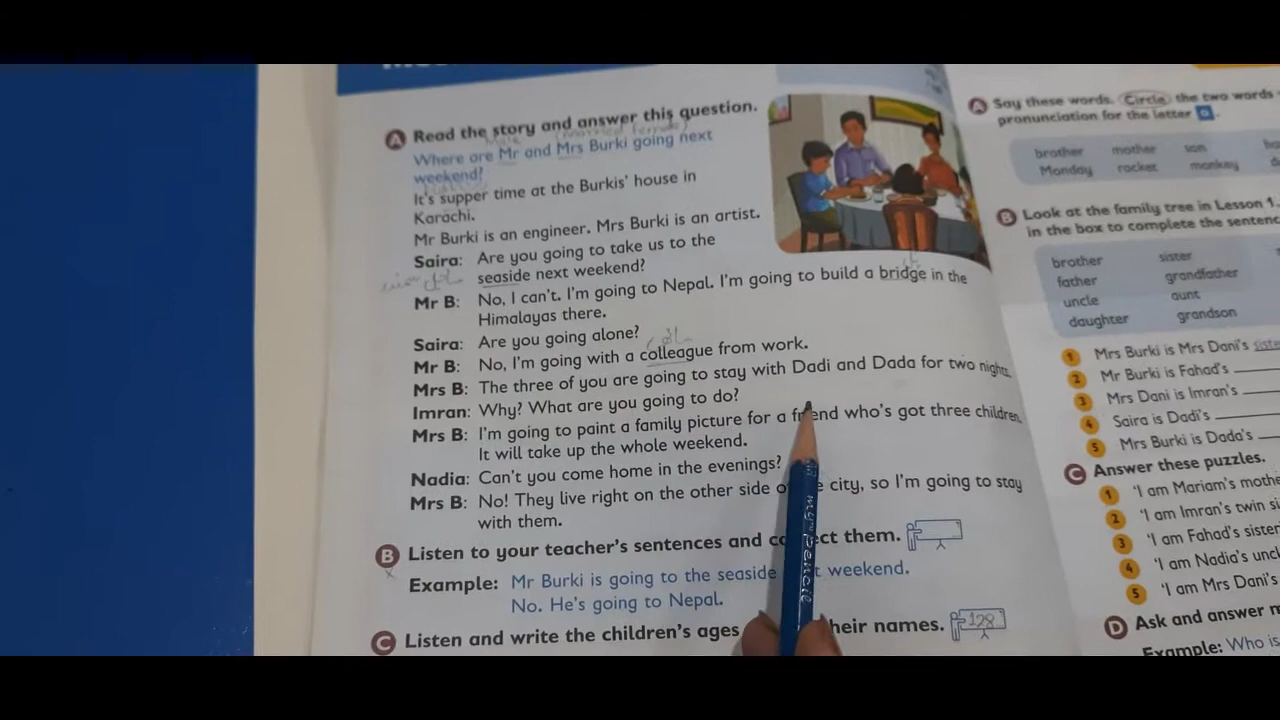 A Read the story and answer this question.
Where are Mr and Mrs Burki going next
weekend?
It's supper time at the Burkis' house in
Karachi.
Mr Burki is an engineer. Mrs Burki is an artist.
Saira: Are you going to take us to the
seaside next weekend?
Mr B: No, I can't. I'm going to Nepal. I'm going to build a bridge in the
Himalayas there.
Saira: Are you going alone?
Mr B: No, I'm going with a colleague from work.
Mrs B: The three of you are going to stay with Dadi and Dada for two nights.
Imran: Why? What are you going to do?
Mrs B: I'm going to paint a family picture for a friend who's got three children.
It will take up the whole weekend.
Nadia: Can't you come home in the evenings?
Mrs B: No! They live right on the other side of the city, so I'm going to stay
with them.
B Listen to your teacher's sentences and correct them.
Example: Mr Burki is going to the seaside next weekend.
No. He's going to Nepal.
C Listen and write the children's ages their names.
128
A Say these words. Circle the two words
pronunciation for the letter o.
brother mother son
Monday rocket monkey
B Look at the family tree in Lesson 1.
in the box to complete the
brother sister
father grandfather
uncle aunt
daughter grandson
1 Mrs Burki is Mrs Dani's
2 Mr Burki is Fahad's
3 Mrs Dani is Imran's
4 Saira is Dadi's
5 Mrs Burki is Dada's
C Answer these puzzles.
1 'I am Mariam's
2 'I am Imran's twin
3 'I am Fahad's
4 'I am Nadia's
5 'I am Mrs Dani's
D Ask and answer
Example: Who is